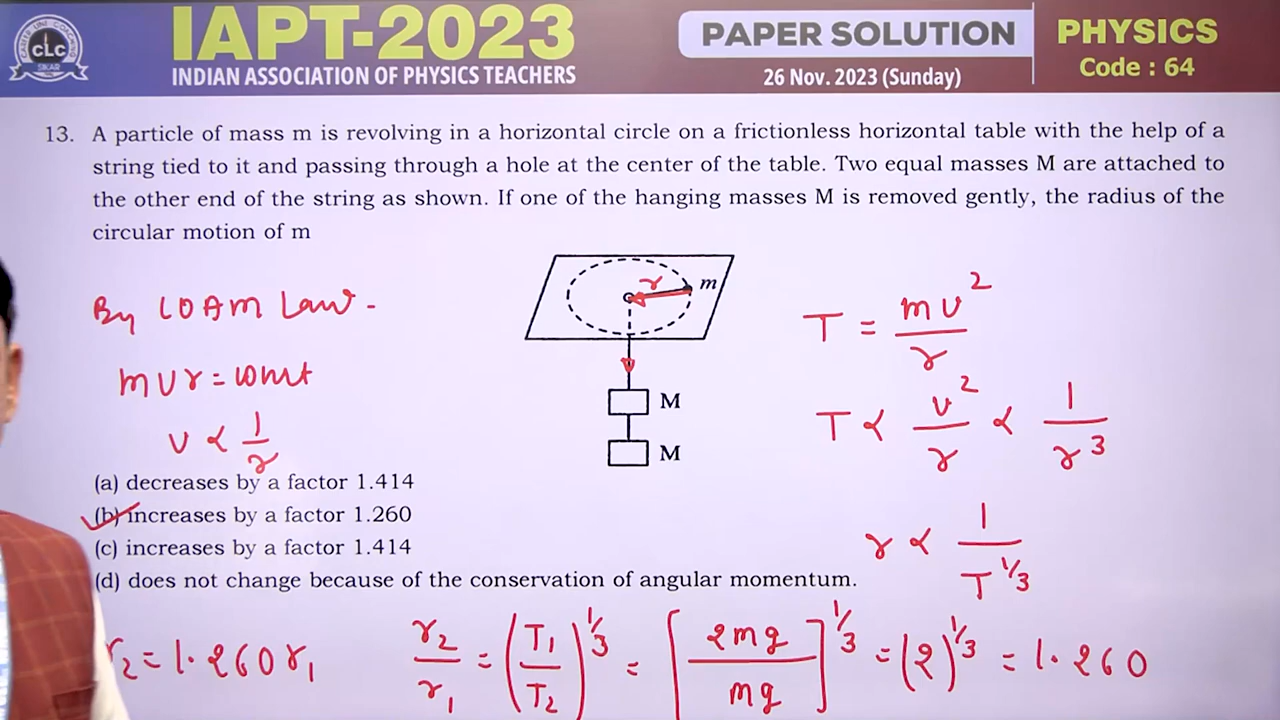 CAREER LINE COACHING
CLC
SIKAR
IAPT-2023
INDIAN ASSOCIATION OF PHYSICS TEACHERS
PAPER SOLUTION
26 Nov. 2023 (Sunday)
PHYSICS
Code : 64
13. A particle of mass m is revolving in a horizontal circle on a frictionless horizontal table with the help of a
string tied to it and passing through a hole at the center of the table. Two equal masses M are attached to
the other end of the string as shown. If one of the hanging masses M is removed gently, the radius of the
circular motion of m
By COAM Law -
mvr = const
v ∝ 1/r
r
m
M
M
T = mv²/r
T ∝ v²/r ∝ 1/r³
r ∝ 1/T^1/3
(a) decreases by a factor 1.414
(b) increases by a factor 1.260
(c) increases by a factor 1.414
(d) does not change because of the conservation of angular momentum.
r2 = 1.260 r1
r2/r1 = (T1/T2)^1/3 = [2mg/mg]^1/3 = (2)^1/3 = 1.260